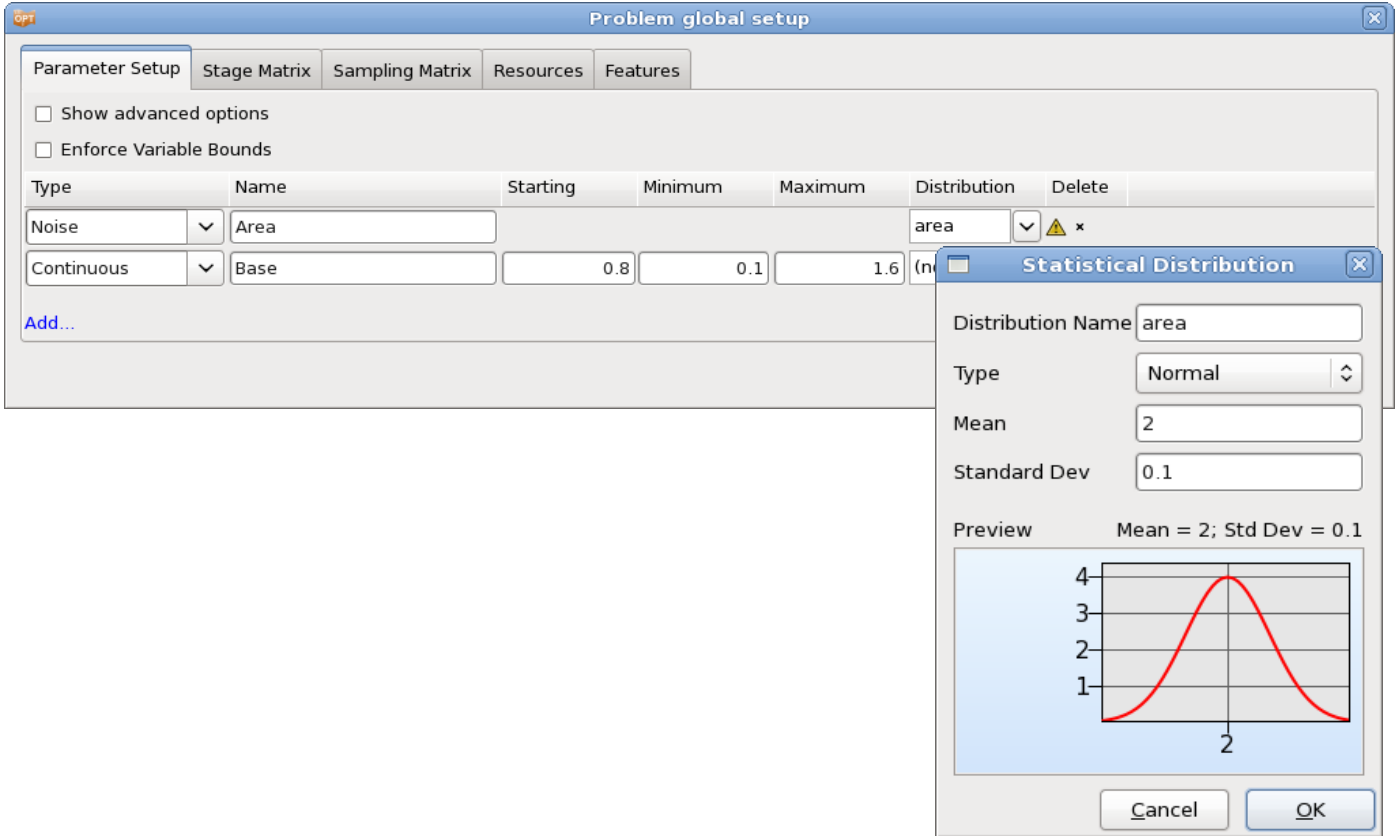 OPT Problem global setup
Parameter Setup Stage Matrix Sampling Matrix Resources Features
Show advanced options
Enforce Variable Bounds
Type Name Starting Minimum Maximum Distribution Delete
Noise Area area
Continuous Base 0.8 0.1 1.6
Add...
Statistical Distribution
Distribution Name area
Type Normal
Mean 2
Standard Dev 0.1
Preview Mean = 2; Std Dev = 0.1
4
3
2
1
2
Cancel OK